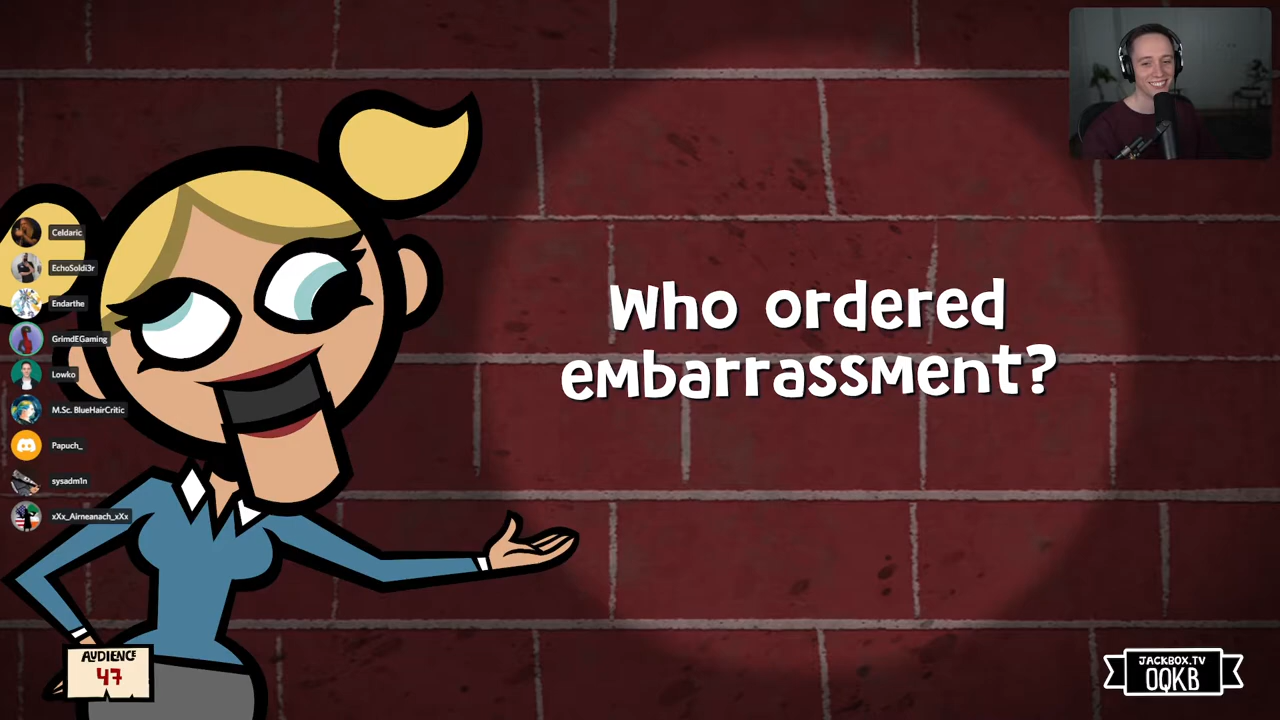 Celdaric
EchoSoldi3r
Endarthe
GrimdEGaming
Lowko
M.Sc. BlueHairCritic
Papuch_
sysadm1n
xXx_Airneanach_xXx
Who ordered
embarrassment?
AUDIENCE
47
JACKBOX.TV
OQKB